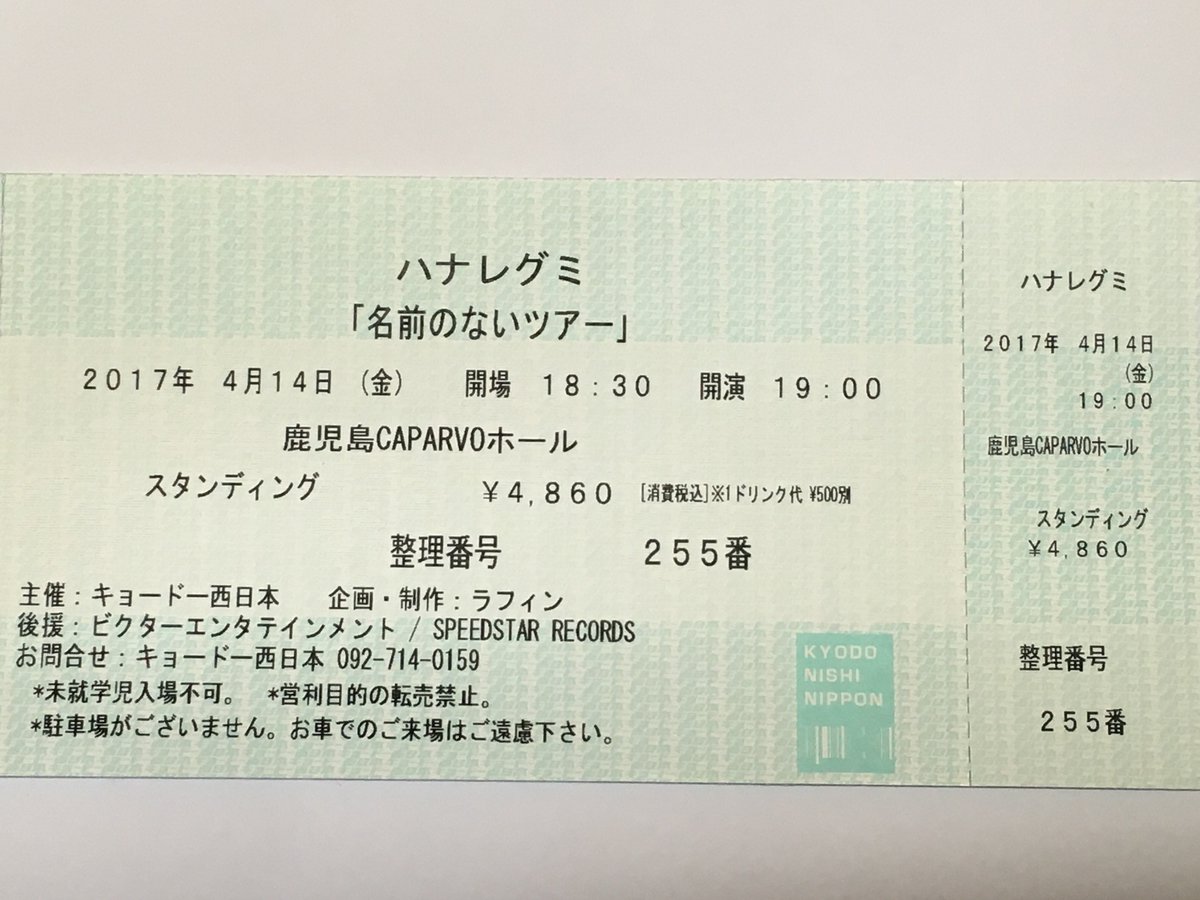 ハナレグミ
「名前のないツアー」
２０１７年　４月１４日（金）　開場　１８：３０　開演　１９：００
鹿児島CAPARVOホール
スタンディング　￥４,８６０　[消費税込]※1ドリンク代 ¥500別
整理番号　２５５番
主催：キョードー西日本　企画・制作：ラフィン
後援：ビクターエンタテインメント / SPEEDSTAR RECORDS
お問合せ：キョードー西日本 092-714-0159
*未就学児入場不可。　*営利目的の転売禁止。
*駐車場がございません。お車でのご来場はご遠慮下さい。
KYODO
NISHI
NIPPON
ハナレグミ
２０１７年　４月１４日
（金）
１９：００
鹿児島CAPARVOホール
スタンディング
￥４,８６０
整理番号
２５５番